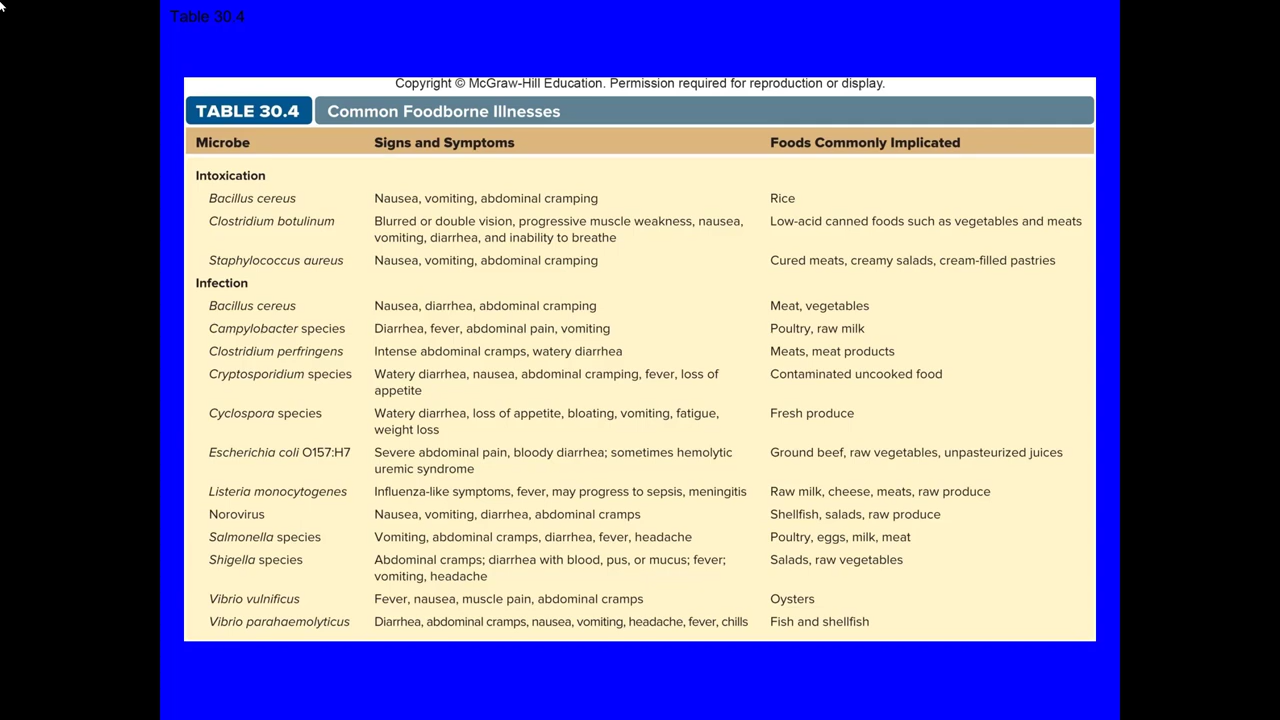 Table 30.4
Copyright © McGraw-Hill Education. Permission required for reproduction or display.
TABLE 30.4 Common Foodborne Illnesses
Microbe Signs and Symptoms Foods Commonly Implicated
Intoxication
Bacillus cereus Nausea, vomiting, abdominal cramping Rice
Clostridium botulinum Blurred or double vision, progressive muscle weakness, nausea, Low-acid canned foods such as vegetables and meats
vomiting, diarrhea, and inability to breathe
Staphylococcus aureus Nausea, vomiting, abdominal cramping Cured meats, creamy salads, cream-filled pastries
Infection
Bacillus cereus Nausea, diarrhea, abdominal cramping Meat, vegetables
Campylobacter species Diarrhea, fever, abdominal pain, vomiting Poultry, raw milk
Clostridium perfringens Intense abdominal cramps, watery diarrhea Meats, meat products
Cryptosporidium species Watery diarrhea, nausea, abdominal cramping, fever, loss of Contaminated uncooked food
appetite
Cyclospora species Watery diarrhea, loss of appetite, bloating, vomiting, fatigue, Fresh produce
weight loss
Escherichia coli O157:H7 Severe abdominal pain, bloody diarrhea; sometimes hemolytic Ground beef, raw vegetables, unpasteurized juices
uremic syndrome
Listeria monocytogenes Influenza-like symptoms, fever, may progress to sepsis, meningitis Raw milk, cheese, meats, raw produce
Norovirus Nausea, vomiting, diarrhea, abdominal cramps Shellfish, salads, raw produce
Salmonella species Vomiting, abdominal cramps, diarrhea, fever, headache Poultry, eggs, milk, meat
Shigella species Abdominal cramps; diarrhea with blood, pus, or mucus; fever; Salads, raw vegetables
vomiting, headache
Vibrio vulnificus Fever, nausea, muscle pain, abdominal cramps Oysters
Vibrio parahaemolyticus Diarrhea, abdominal cramps, nausea, vomiting, headache, fever, chills Fish and shellfish